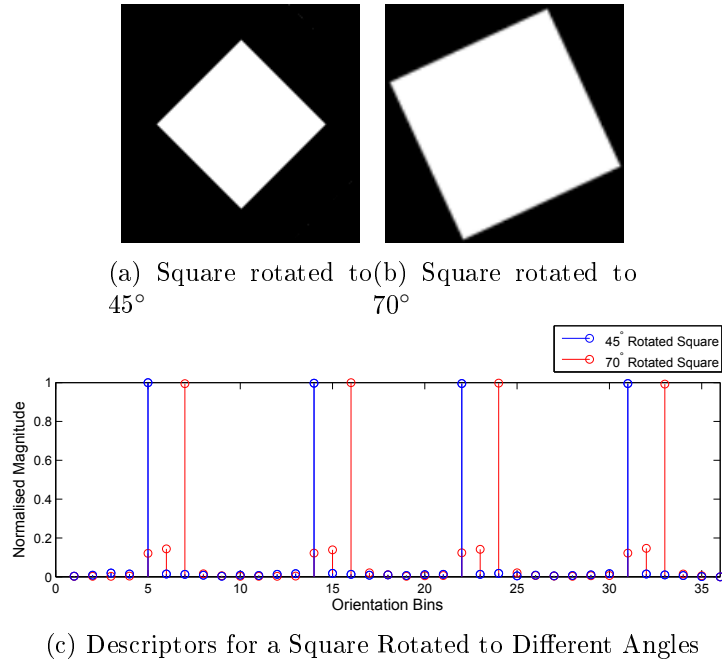 (a) Square rotated to
45°
(b) Square rotated to
70°
45° Rotated Square
70° Rotated Square
1
0.8
0.6
0.4
0.2
0
Normalised Magnitude
0 5 10 15 20 25 30 35
Orientation Bins
(c) Descriptors for a Square Rotated to Different Angles